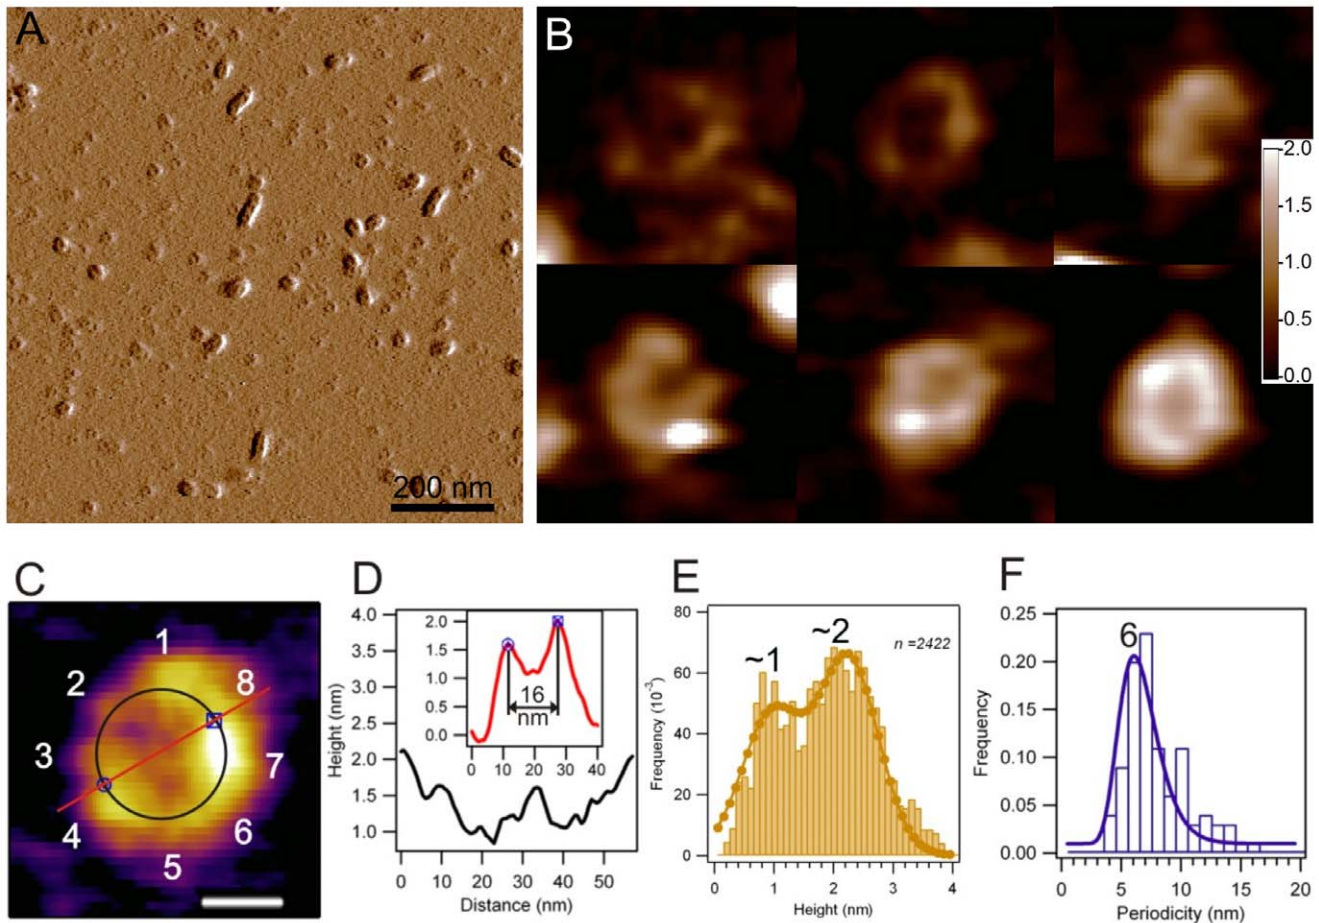 A
B
200 nm
2.0
1.5
1.0
0.5
0.0
C
1
2
3
4
5
6
7
8
D
Height (nm)
4.0
3.5
3.0
2.5
2.0
1.5
1.0
0 10 20 30 40 50
Distance (nm)
2.0
1.5
1.0
0.5
0.0
16
nm
0 10 20 30 40
E
Frequency (10⁻³)
80
60
40
20
0
~1
~2
n =2422
0 1 2 3 4
Height (nm)
F
Frequency
0.25
0.20
0.15
0.10
0.05
0.00
6
0 5 10 15 20
Periodicity (nm)